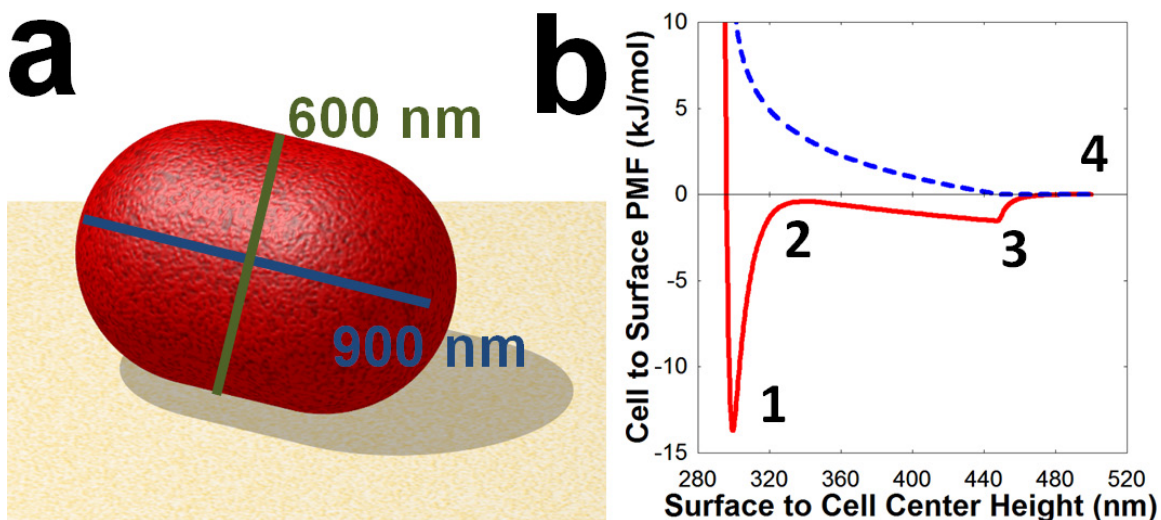 a
600 nm
900 nm
b
Cell to Surface PMF (kJ/mol)
10
5
0
-5
-10
-15
1
2
3
4
280 320 360 400 440 480 520
Surface to Cell Center Height (nm)